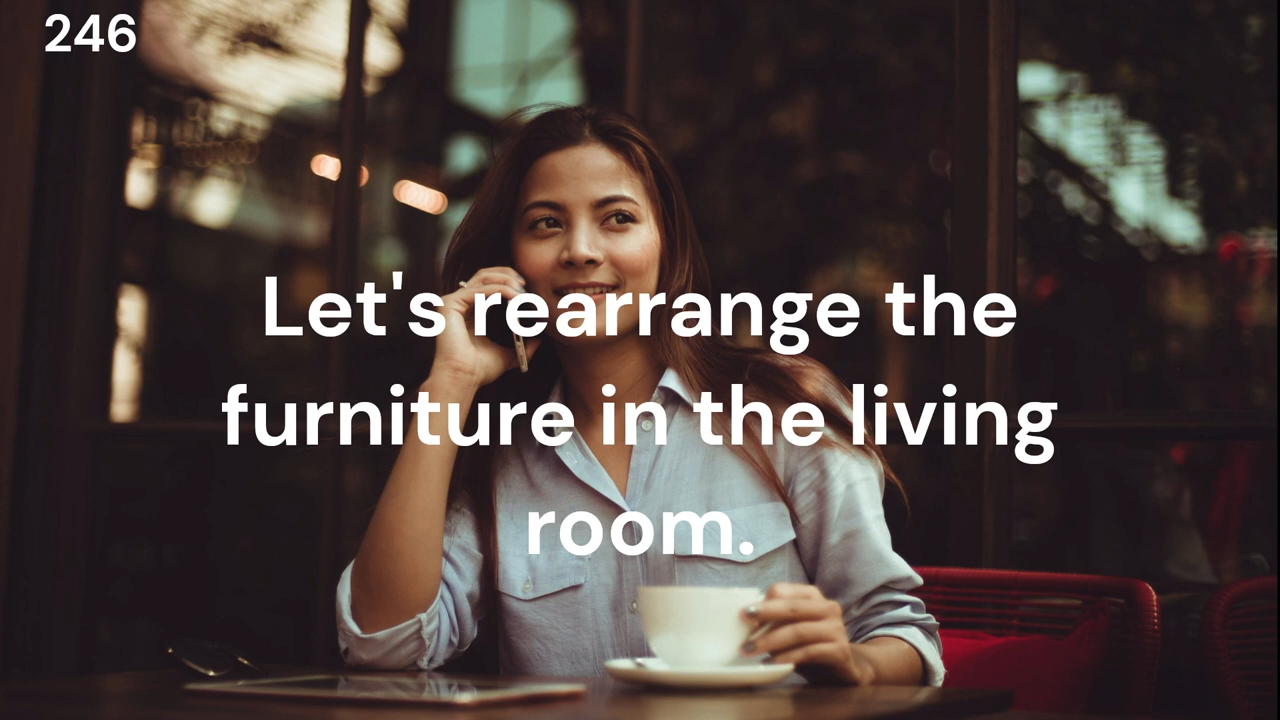 246
Let's rearrange the
furniture in the living
room.